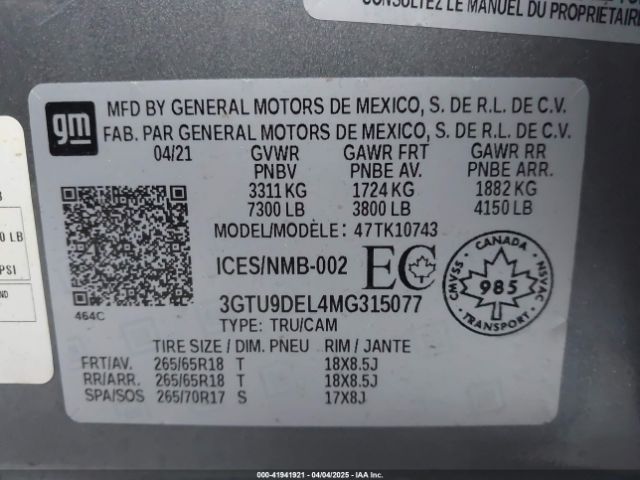 CONSULTEZ LE MANUEL DU PROPRIETAIRE
gm
MFD BY GENERAL MOTORS DE MEXICO, S. DE R.L. DE C.V.
FAB. PAR GENERAL MOTORS DE MEXICO, S. DE R.L. DE C.V.
04/21 GVWR GAWR FRT GAWR RR
PNBV PNBE AV. PNBE ARR.
3311 KG 1724 KG 1882 KG
7300 LB 3800 LB 4150 LB
MODEL/MODÈLE: 47TK10743
ICES/NMB-002 EC
CANADA
CMVSS 985 NSVAC
TRANSPORT
464C
3GTU9DEL4MG315077
TYPE: TRU/CAM
TIRE SIZE / DIM. PNEU RIM / JANTE
FRT/AV. 265/65R18 T 18X8.5J
RR/ARR. 265/65R18 T 18X8.5J
SPA/SOS 265/70R17 S 17X8J
0 LB
PSI
000-41941921 - 04/04/2025 - IAA Inc.